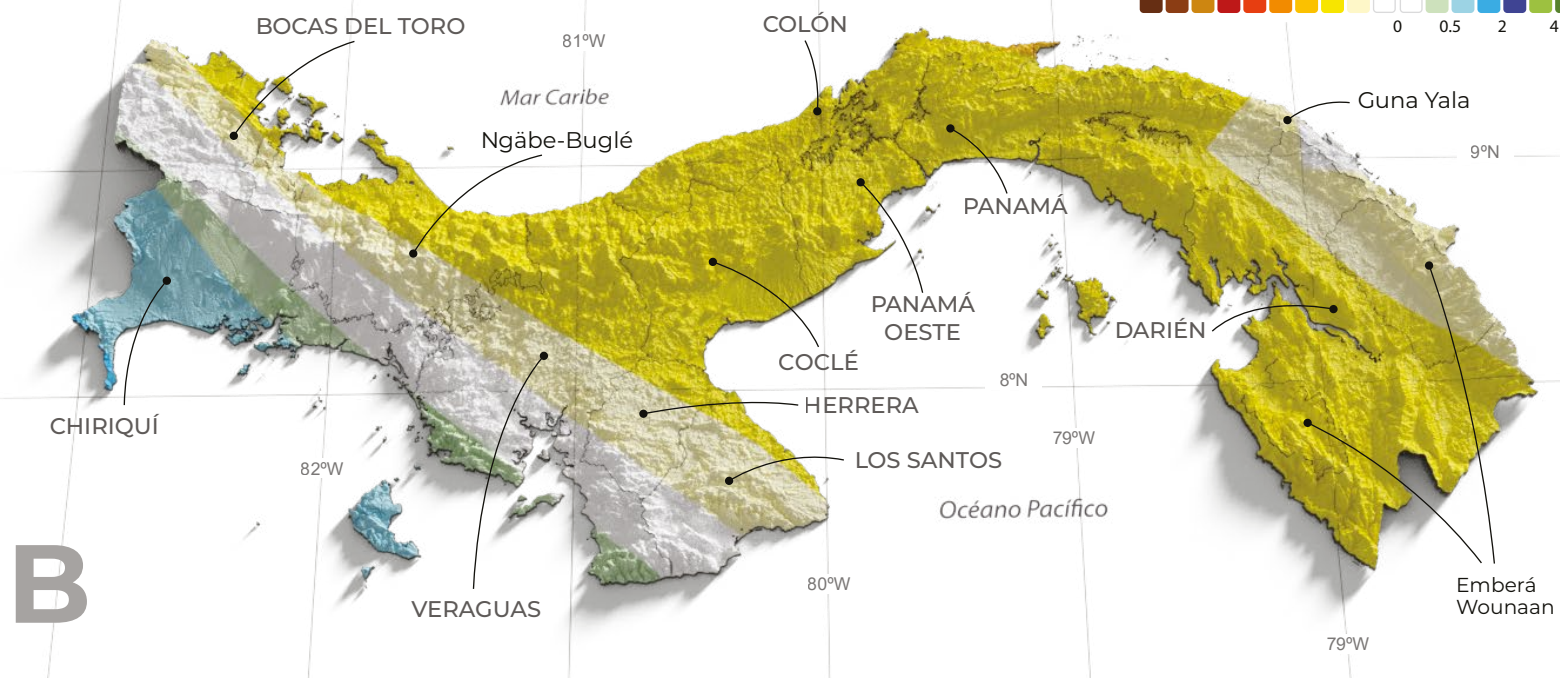 0 0.5 2 4
BOCAS DEL TORO
COLÓN
81ºW
Mar Caribe
Guna Yala
Ngäbe-Buglé
9ºN
PANAMÁ
PANAMÁ
OESTE
DARIÉN
COCLÉ
8ºN
HERRERA
CHIRIQUÍ
79ºW
82ºW
LOS SANTOS
Océano Pacífico
B
80ºW
Emberá
Wounaan
VERAGUAS
79ºW